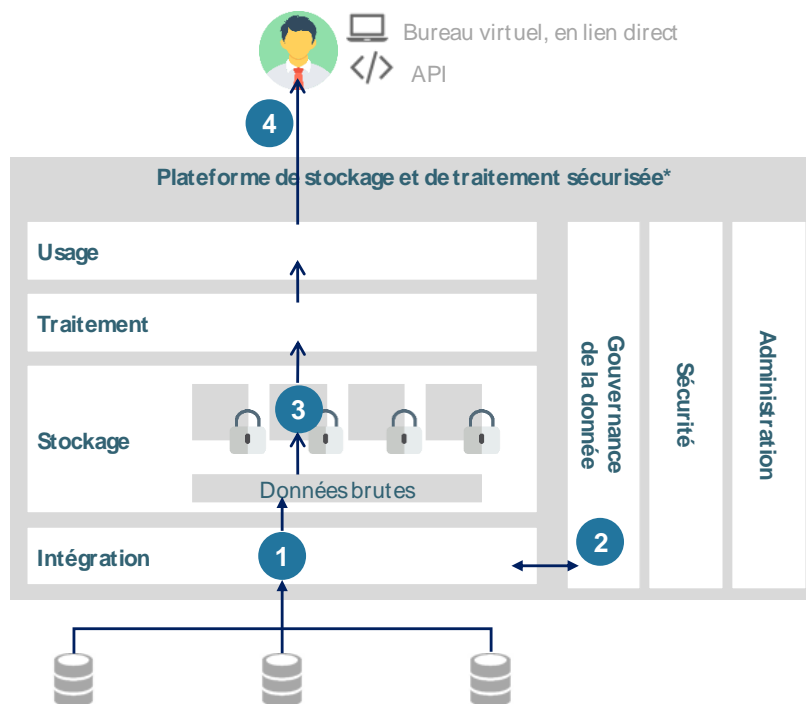 Bureau virtuel, en lien direct
</> API
4
Plateforme de stockage et de traitement sécurisée*
Usage
Traitement
Stockage
3
Données brutes
Intégration
1
2
Gouvernance
de la donnée
Sécurité
Administration